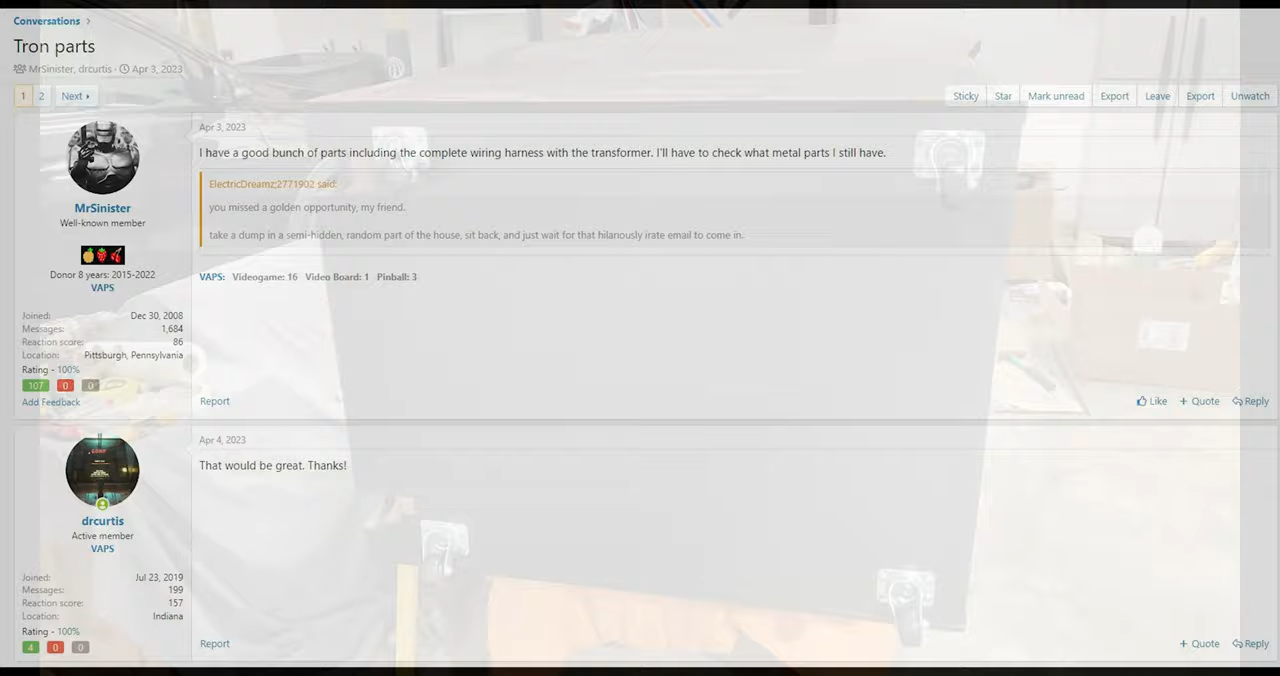 Conversations
Tron parts
MrSinister, drcurtis · Apr 3, 2023
1 2 Next
Sticky Star Mark unread Export Leave Export Unwatch
MrSinister
Well-known member
Donor 8 years: 2015-2022
VAPS
Joined: Dec 30, 2008
Messages: 1,684
Reaction score: 86
Location: Pittsburgh, Pennsylvania
Rating - 100%
107 0 0
Add Feedback
Apr 3, 2023
I have a good bunch of parts including the complete wiring harness with the transformer. I'll have to check what metal parts I still have.
ElectricDreamz;2771902 said:
you missed a golden opportunity, my friend.
take a dump in a semi-hidden, random part of the house, sit back, and just wait for that hilariously irate email to come in.
VAPS: Videogame: 16 Video Board: 1 Pinball: 3
Report
Like + Quote Reply
drcurtis
Active member
VAPS
Joined: Jul 23, 2019
Messages: 199
Reaction score: 157
Location: Indiana
Rating - 100%
4 0 0
Apr 4, 2023
That would be great. Thanks!
Report
+ Quote Reply